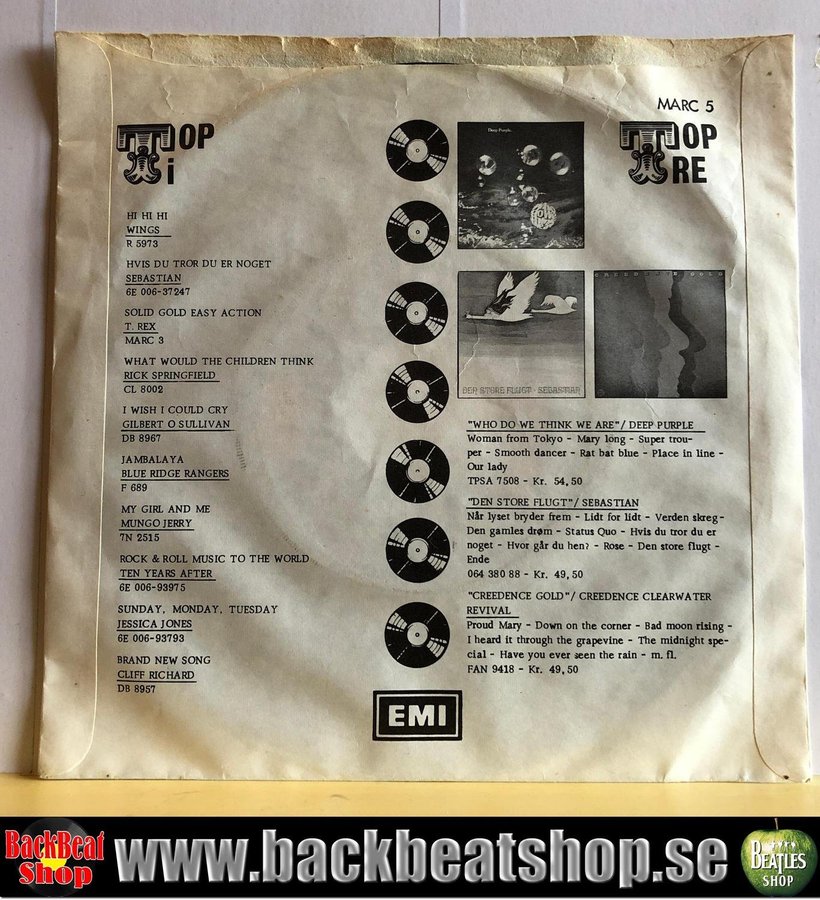 MARC 5
TOP
Ti
HI HI HI
WINGS
R 5973
HVIS DU TROR DU ER NOGET
SEBASTIAN
6E 006-37247
SOLID GOLD EASY ACTION
T. REX
MARC 3
WHAT WOULD THE CHILDREN THINK
RICK SPRINGFIELD
CL 8002
I WISH I COULD CRY
GILBERT O SULLIVAN
DB 8967
JAMBALAYA
BLUE RIDGE RANGERS
F 689
MY GIRL AND ME
MUNGO JERRY
7N 2515
ROCK & ROLL MUSIC TO THE WORLD
TEN YEARS AFTER
6E 006-93975
SUNDAY, MONDAY, TUESDAY
JESSICA JONES
6E 006-93793
BRAND NEW SONG
CLIFF RICHARD
DB 8957
TOP
TRE
Deep Purple
DEN STORE FLUGT - SEBASTIAN
CREEDENCE GOLD
"WHO DO WE THINK WE ARE"/ DEEP PURPLE
Woman from Tokyo - Mary long - Super trou-
per - Smooth dancer - Rat bat blue - Place in line -
Our lady
TPSA 7508 - Kr. 54,50
"DEN STORE FLUGT"/ SEBASTIAN
Når lyset bryder frem - Lidt for lidt - Verden skreg -
Den gamles drøm - Status Quo - Hvis du tror du er
noget - Hvor går du hen? - Rose - Den store flugt -
Ende
064 380 88 - Kr. 49,50
"CREEDENCE GOLD"/ CREEDENCE CLEARWATER
REVIVAL
Proud Mary - Down on the corner - Bad moon rising -
I heard it through the grapevine - The midnight spe-
cial - Have you ever seen the rain - m. fl.
FAN 9418 - Kr. 49,50
EMI
BackBeat
Shop
www.backbeatshop.se
BEATLES
SHOP